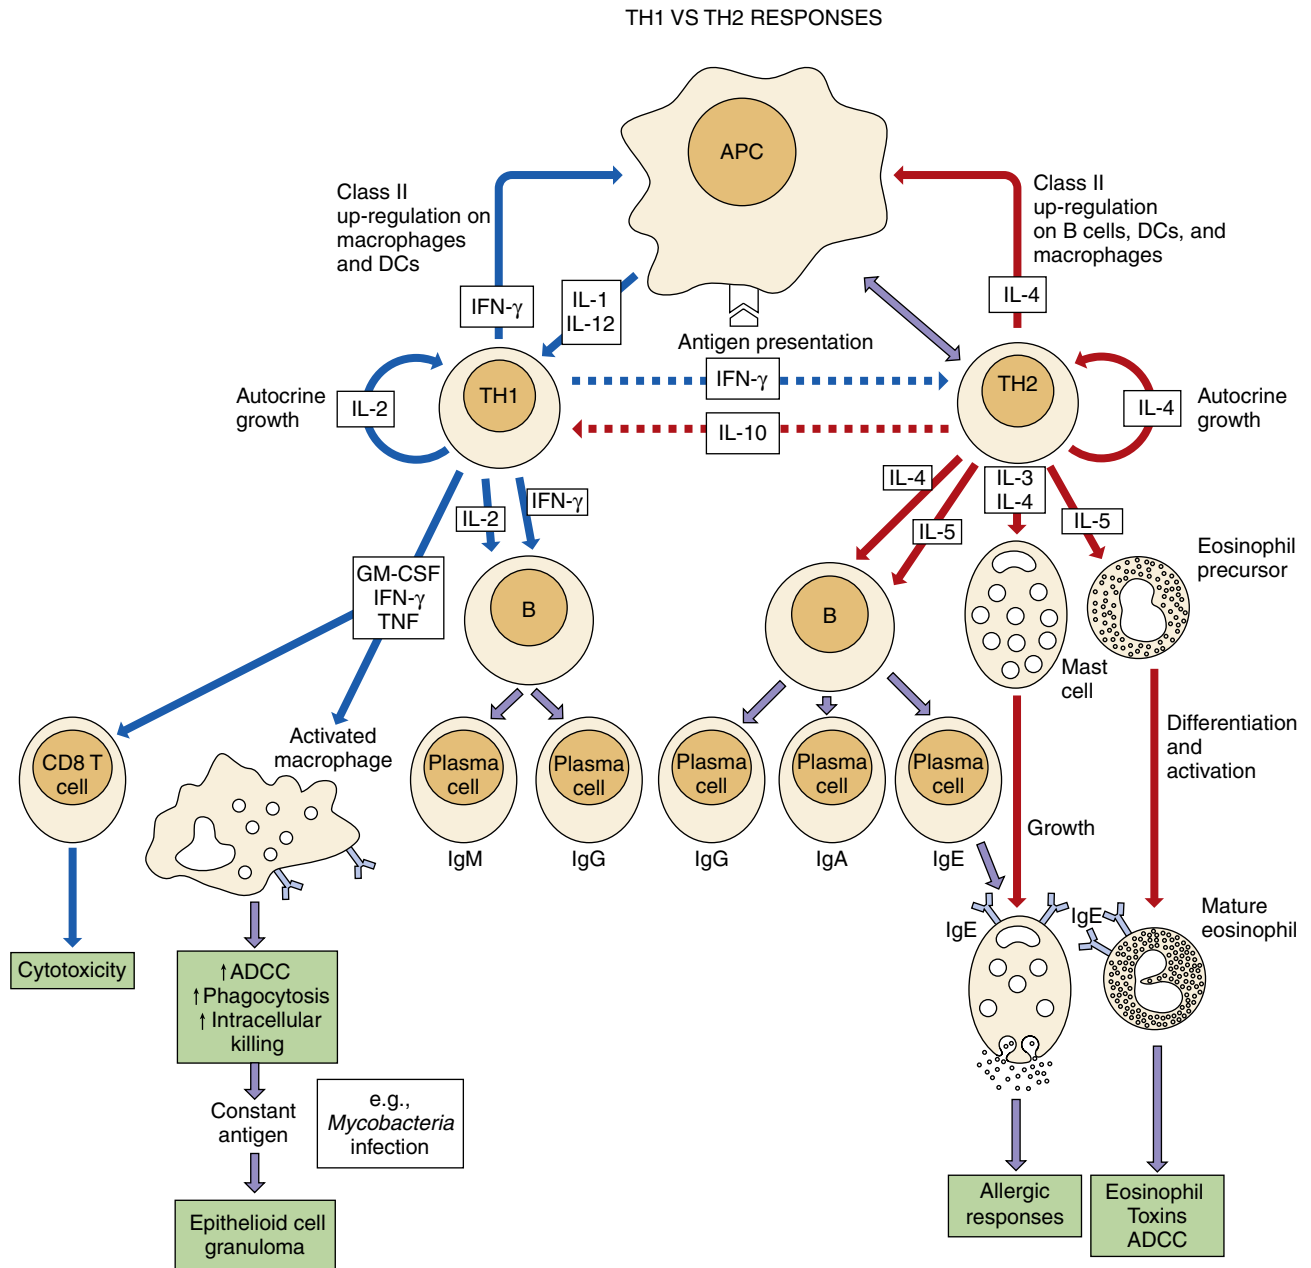 TH1 VS TH2 RESPONSES
APC
Class II
up-regulation on
macrophages
and DCs
Class II
up-regulation
on B cells, DCs, and
macrophages
IFN-γ
IL-1
IL-12
IL-4
Antigen presentation
TH1
IFN-γ
TH2
Autocrine
growth
IL-2
IL-10
IL-4
Autocrine
growth
IL-2
IFN-γ
IL-4
IL-5
IL-3
IL-4
IL-5
GM-CSF
IFN-γ
TNF
B
B
Mast
cell
Eosinophil
precursor
Activated
macrophage
CD8 T
cell
Plasma
cell
Plasma
cell
Plasma
cell
Plasma
cell
Plasma
cell
Differentiation
and
activation
IgM
IgG
IgG
IgA
IgE
Growth
IgE
IgE
Mature
eosinophil
Cytotoxicity
↑ADCC
↑Phagocytosis
↑Intracellular
killing
Constant
antigen
e.g.,
Mycobacteria
infection
Epithelioid cell
granuloma
Allergic
responses
Eosinophil
Toxins
ADCC